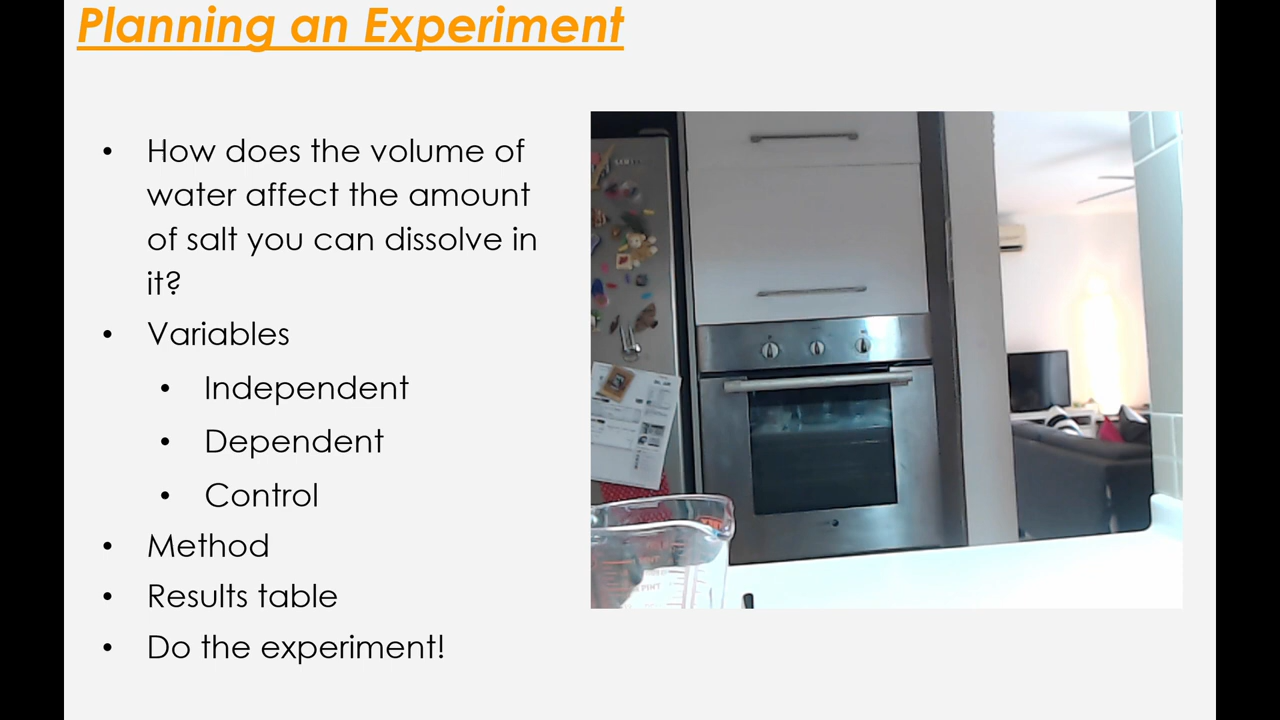 Planning an Experiment
• How does the volume of
water affect the amount
of salt you can dissolve in
it?
• Variables
• Independent
• Dependent
• Control
• Method
• Results table
• Do the experiment!